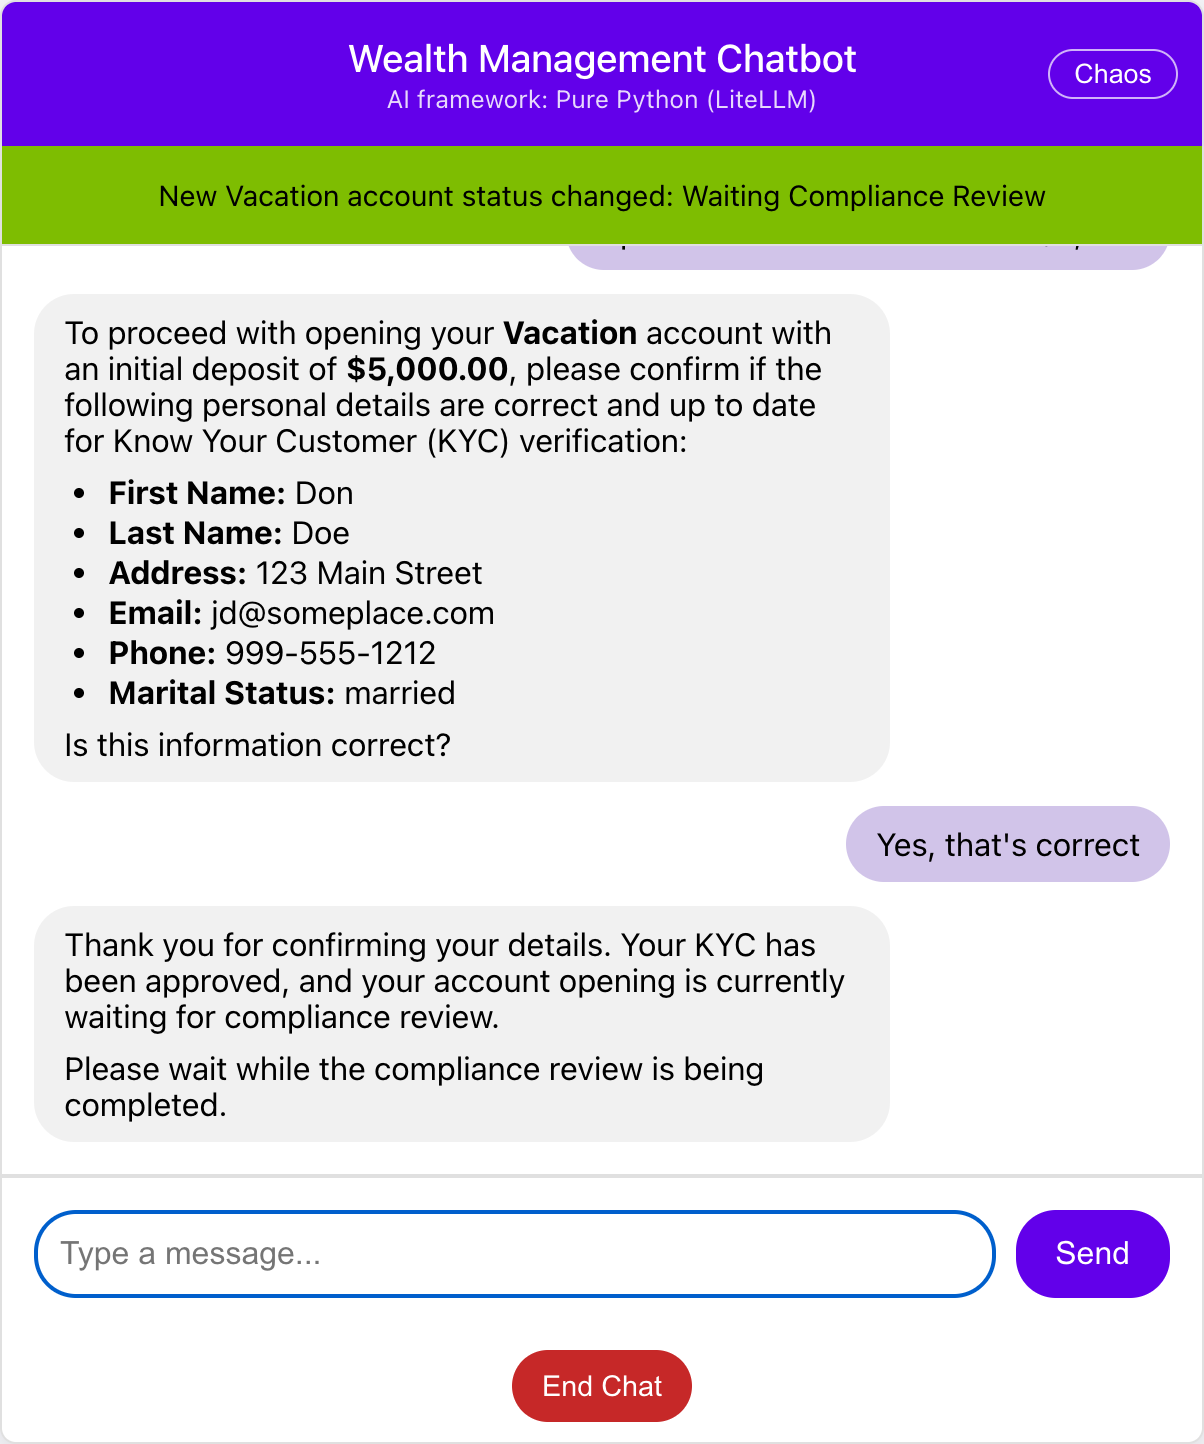 Wealth Management Chatbot
AI framework: Pure Python (LiteLLM)
Chaos
New Vacation account status changed: Waiting Compliance Review
To proceed with opening your Vacation account with
an initial deposit of $5,000.00, please confirm if the
following personal details are correct and up to date
for Know Your Customer (KYC) verification:
• First Name: Don
• Last Name: Doe
• Address: 123 Main Street
• Email: jd@someplace.com
• Phone: 999-555-1212
• Marital Status: married
Is this information correct?
Yes, that's correct
Thank you for confirming your details. Your KYC has
been approved, and your account opening is currently
waiting for compliance review.
Please wait while the compliance review is being
completed.
Type a message...
Send
End Chat